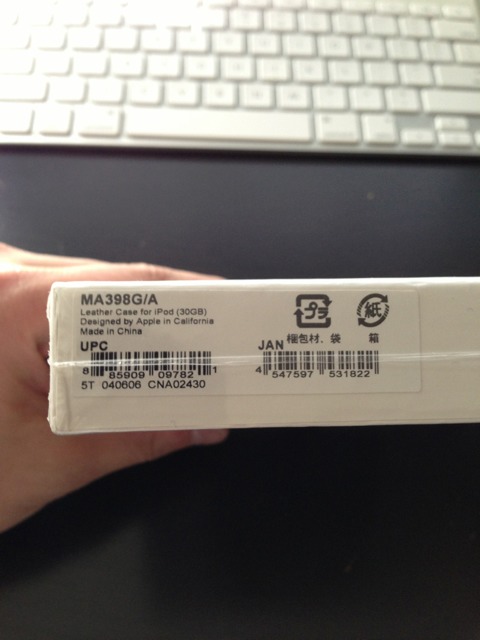 MA398G/A
Leather Case for iPod (30GB)
Designed by Apple in California
Made in China
UPC
8 85909 09782 1
5T 040606 CNA02430
プラ
梱包材. 袋
紙
箱
JAN
4 547597 531822